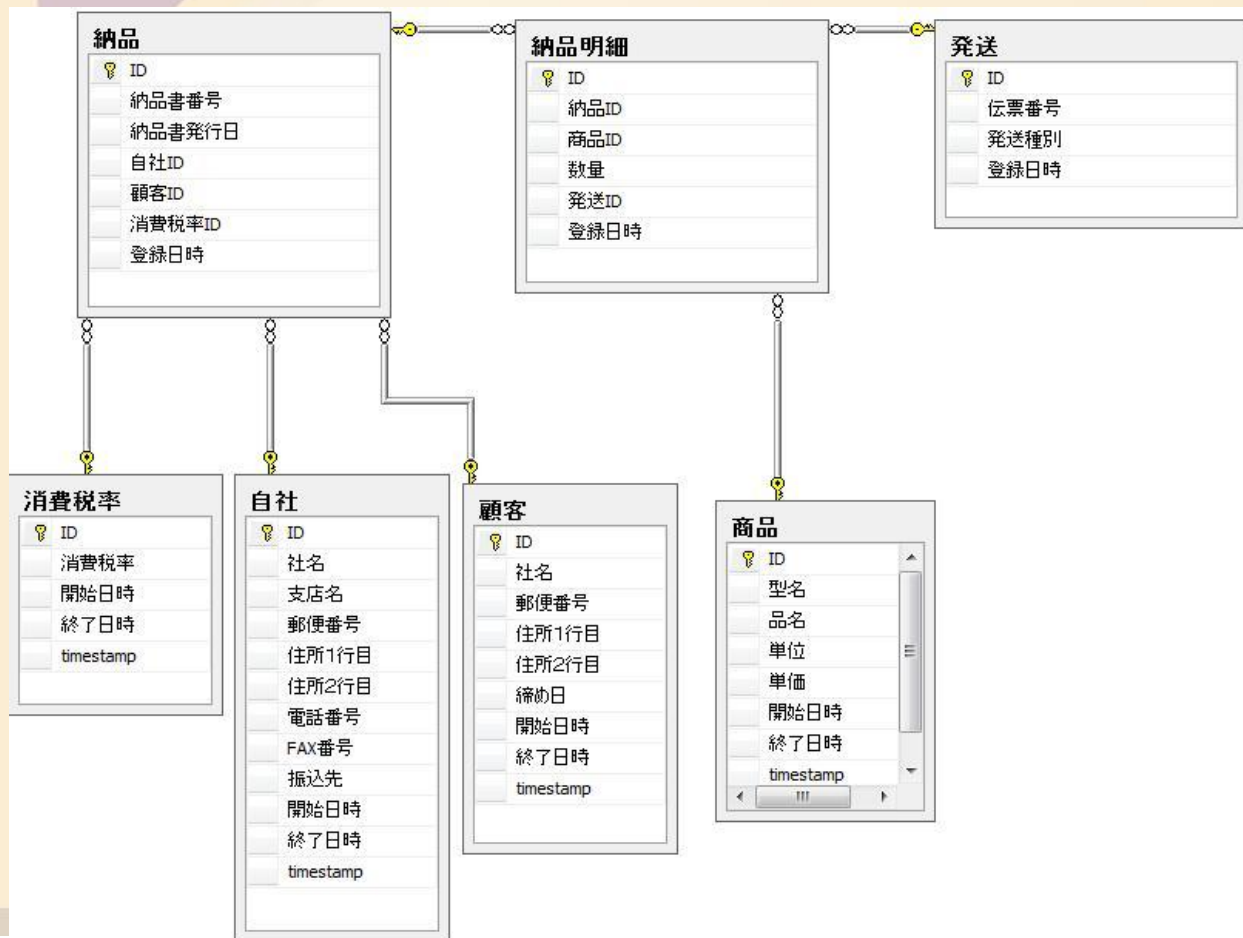 納品
ID
納品書番号
納品書発行日
自社ID
顧客ID
消費税率ID
登録日時
納品明細
ID
納品ID
商品ID
数量
発送ID
登録日時
発送
ID
伝票番号
発送種別
登録日時
消費税率
ID
消費税率
開始日時
終了日時
timestamp
自社
ID
社名
支店名
郵便番号
住所1行目
住所2行目
電話番号
FAX番号
振込先
開始日時
終了日時
timestamp
顧客
ID
社名
郵便番号
住所1行目
住所2行目
締め日
開始日時
終了日時
timestamp
商品
ID
型名
品名
単位
単価
開始日時
終了日時
timestamp